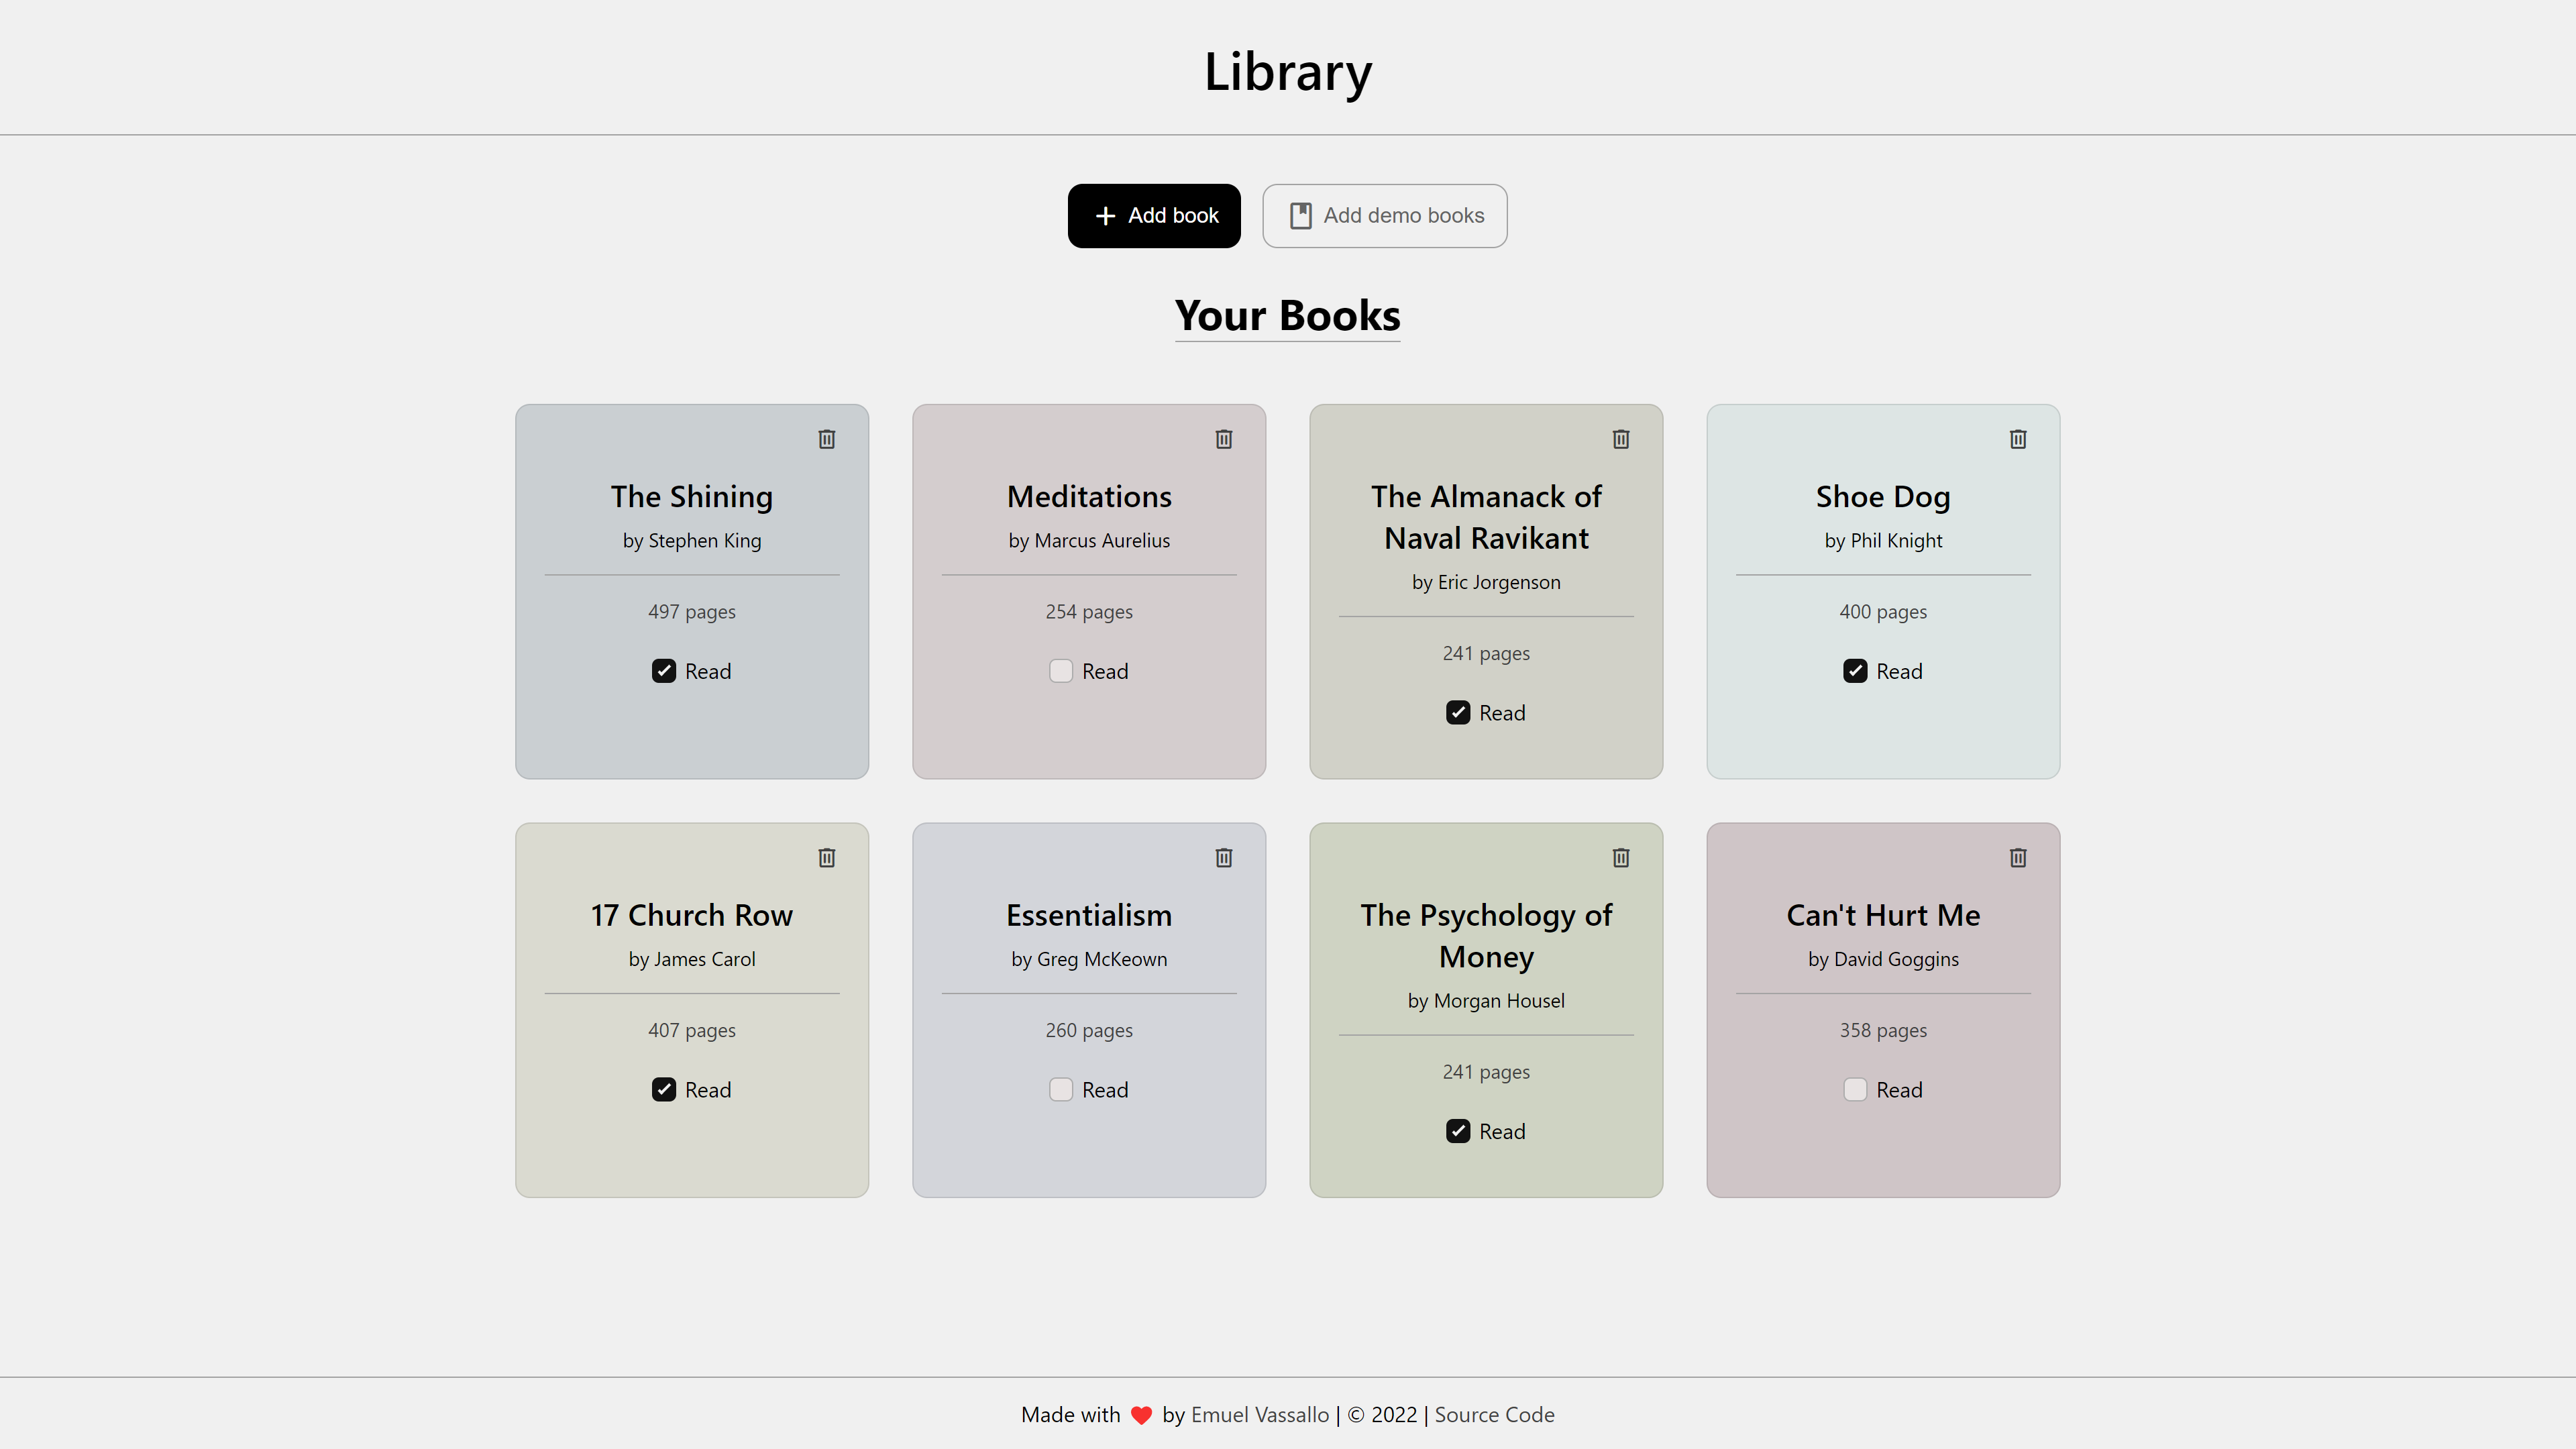 Library
Add book
Add demo books
Your Books
The Shining
by Stephen King
497 pages
Read
Meditations
by Marcus Aurelius
254 pages
Read
The Almanack of
Naval Ravikant
by Eric Jorgenson
241 pages
Read
Shoe Dog
by Phil Knight
400 pages
Read
17 Church Row
by James Carol
407 pages
Read
Essentialism
by Greg McKeown
260 pages
Read
The Psychology of
Money
by Morgan Housel
241 pages
Read
Can't Hurt Me
by David Goggins
358 pages
Read
Made with ❤ by Emuel Vassallo | © 2022 | Source Code